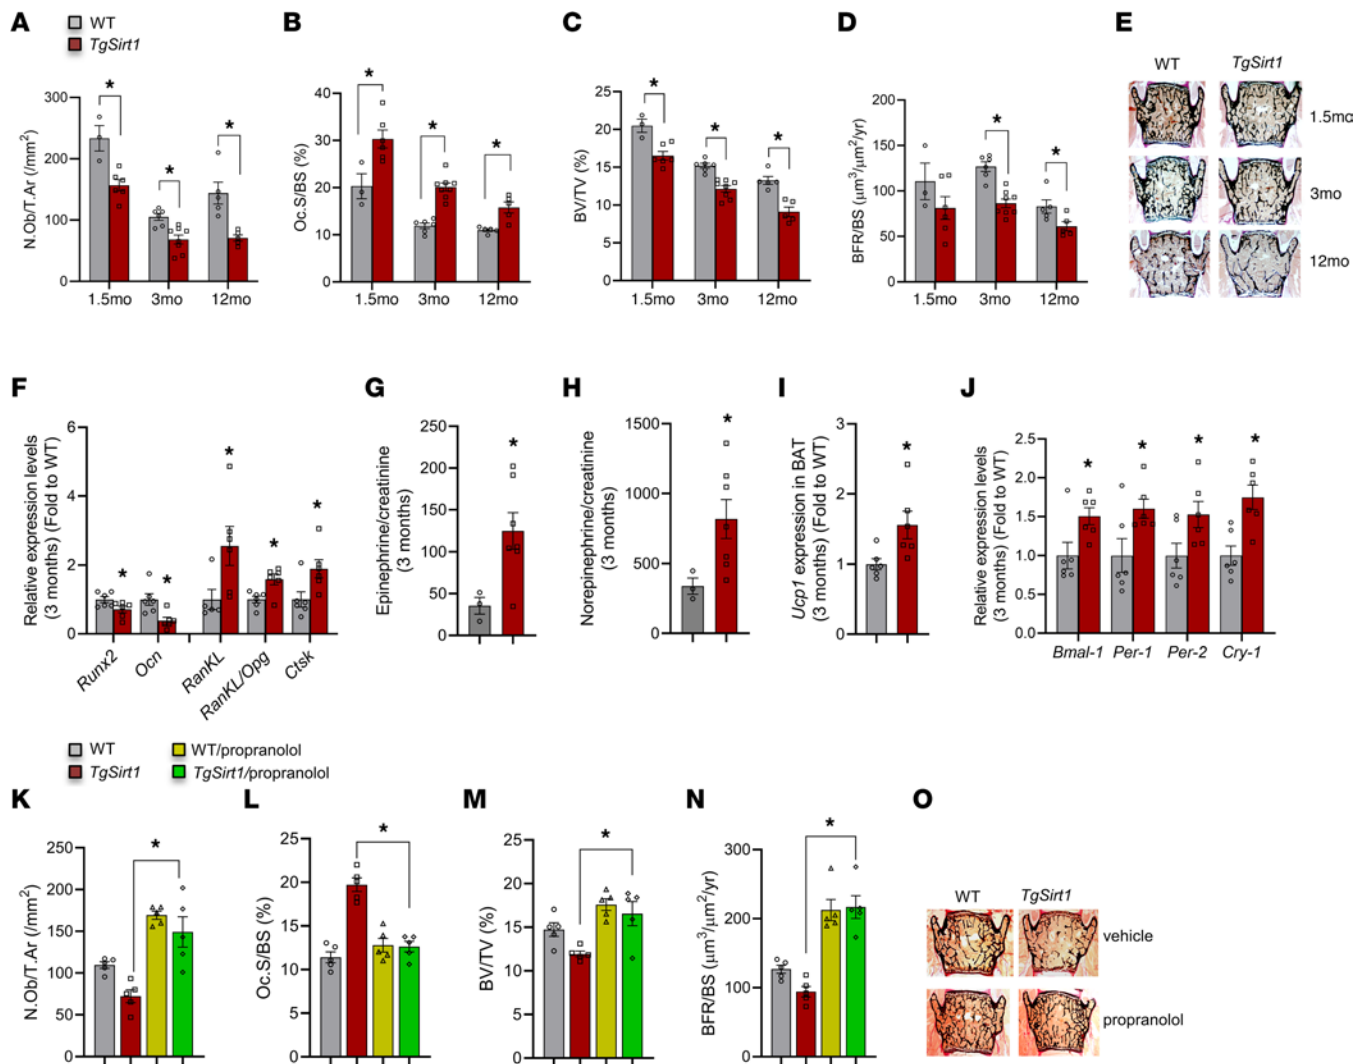 A
B
C
D
E
WT
TgSirt1
N.Ob/T.Ar (/mm²)
300
200
100
0
*
*
*
1.5mo
3mo
12mo
Oc.S/BS/(%)
40
30
20
10
0
*
*
*
1.5mo
3mo
12mo
BV/TV (%)
25
20
15
10
5
0
*
*
*
1.5mo
3mo
12mo
BFR/BS (μm³/μm²/yr)
200
150
100
50
0
*
*
1.5mo
3mo
12mo
WT
TgSirt1
1.5mo
3mo
12mo
F
G
H
I
J
Relative expression levels
(3 months) (Fold to WT)
6
4
2
0
*
*
*
*
*
Runx2
Ocn
RanKL
RanKL/Opg
Ctsk
Epinephrine/creatinine
(3 months)
250
200
150
100
50
0
*
Norepinephrine/creatinine
(3 months)
1500
1000
500
0
*
Ucp1 expression in BAT
(3 months) (Fold to WT)
3
2
1
0
*
Relative expression levels
(3 months) (Fold to WT)
2.5
2.0
1.5
1.0
0.5
0.0
*
*
*
*
Bmal-1
Per-1
Per-2
Cry-1
WT
WT/propranolol
TgSirt1
TgSirt1/propranolol
K
L
M
N
O
N.Ob/T.Ar (/mm²)
250
200
150
100
50
0
*
Oc.S/BS (%)
25
20
15
10
5
0
*
BV/TV (%)
25
20
15
10
5
0
*
BFR/BS (μm³/μm²/yr)
300
200
100
0
*
WT
TgSirt1
vehicle
propranolol